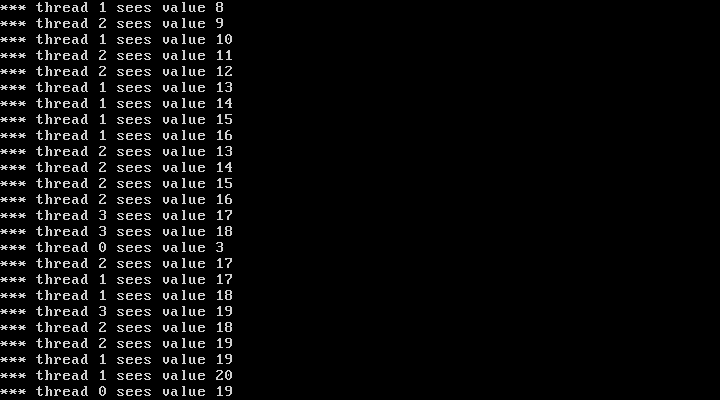 *** thread 1 sees value 8
*** thread 2 sees value 9
*** thread 1 sees value 10
*** thread 2 sees value 11
*** thread 2 sees value 12
*** thread 1 sees value 13
*** thread 1 sees value 14
*** thread 1 sees value 15
*** thread 1 sees value 16
*** thread 2 sees value 13
*** thread 2 sees value 14
*** thread 2 sees value 15
*** thread 2 sees value 16
*** thread 3 sees value 17
*** thread 3 sees value 18
*** thread 0 sees value 3
*** thread 2 sees value 17
*** thread 1 sees value 17
*** thread 1 sees value 18
*** thread 3 sees value 19
*** thread 2 sees value 18
*** thread 2 sees value 19
*** thread 1 sees value 19
*** thread 1 sees value 20
*** thread 0 sees value 19